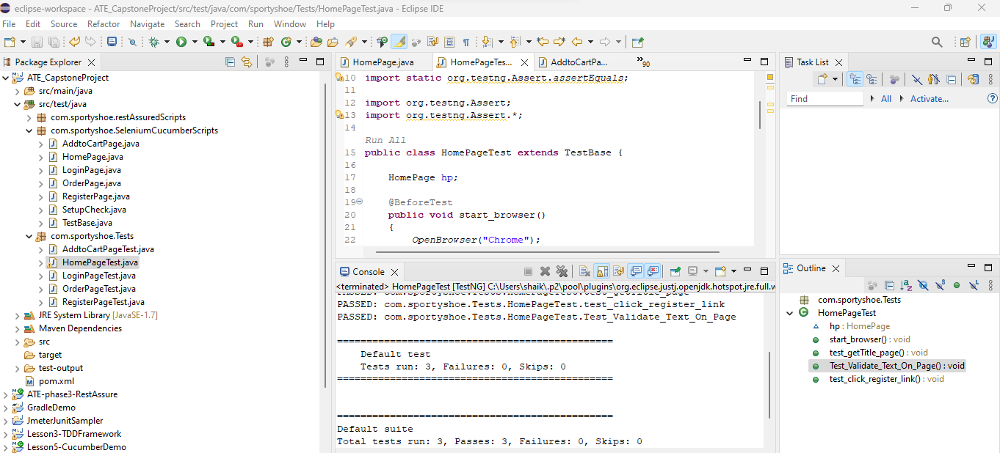 eclipse-workspace - ATE_CapstoneProject/src/test/java/com/sportyshoe/Tests/HomePageTest.java - Eclipse IDE
File Edit Source Refactor Navigate Search Project Run Window Help
Package Explorer
ATE_CapstoneProject
src/main/java
src/test/java
com.sportyshoe.restAssuredScripts
com.sportyshoe.SeleniumCucumberScripts
AddtoCartPage.java
HomePage.java
LoginPage.java
OrderPage.java
RegisterPage.java
SetupCheck.java
TestBase.java
com.sportyshoe.Tests
AddtoCartPageTest.java
HomePageTest.java
LoginPageTest.java
OrderPageTest.java
RegisterPageTest.java
JRE System Library [JavaSE-1.7]
Maven Dependencies
src
target
test-output
pom.xml
ATE-phase3-RestAssure
GradleDemo
JmeterJunitSampler
Lesson3-TDDFramework
Lesson5-CucumberDemo
HomePage.java HomePageTes... AddtoCartPa... »90
10 import static org.testng.Assert.assertEquals;
11
12 import org.testng.Assert;
13 import org.testng.Assert.*;
14
Run All
15 public class HomePageTest extends TestBase {
16
17 HomePage hp;
18
19 @BeforeTest
20 public void start_browser()
21 {
22 OpenBrowser("Chrome");
Console
<terminated> HomePageTest [TestNG] C:\Users\shaik\.p2\pool\plugins\org.eclipse.justj.openjdk.hotspot.jre.full.w
PASSED: com.sportyshoe.Tests.HomePageTest.test_getTitle_page
PASSED: com.sportyshoe.Tests.HomePageTest.test_click_register_link
PASSED: com.sportyshoe.Tests.HomePageTest.Test_Validate_Text_On_Page
===============================================
Default test
Tests run: 3, Failures: 0, Skips: 0
===============================================
===============================================
Default suite
Total tests run: 3, Passes: 3, Failures: 0, Skips: 0
Task List
Find All Activate...
Outline
com.sportyshoe.Tests
HomePageTest
hp : HomePage
start_browser() : void
test_getTitle_page() : void
Test_Validate_Text_On_Page() : void
test_click_register_link() : void